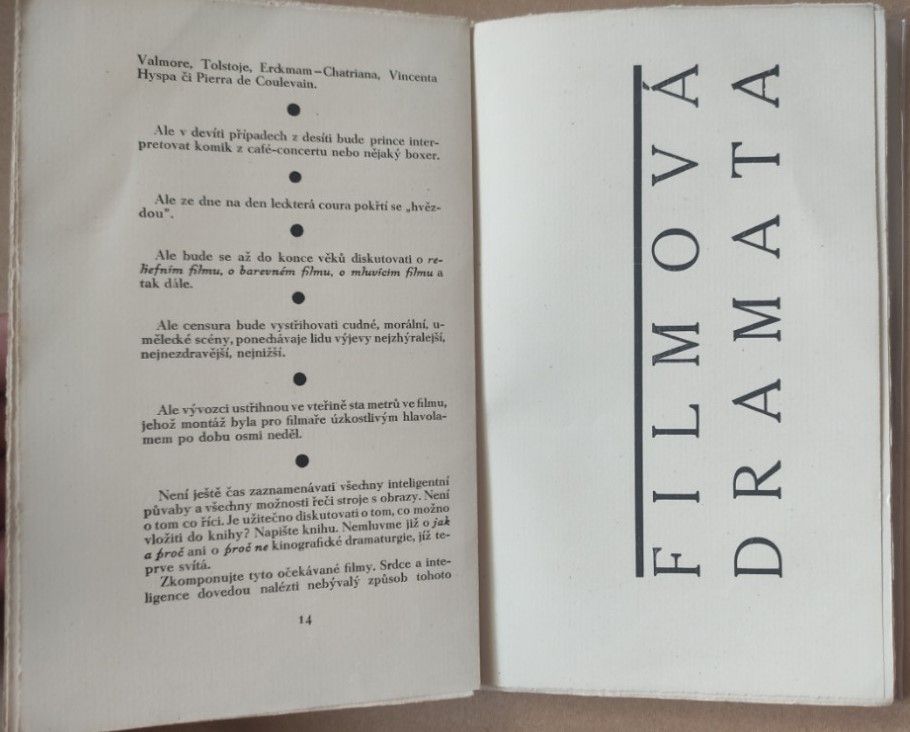 Valmore, Tolstoje, Erckmam–Chatriana, Vincenta
Hyspa či Pierra de Coulevain.
●
Ale v devíti případech z desíti bude prince inter-
pretovat komik z café-concertu nebo nějaký boxer.
●
Ale ze dne na den leckterá coura pokřtí se „hvěz-
dou".
●
Ale bude se až do konce věků diskutovati o re-
liefním filmu, o barevném filmu, o mluvícím filmu a
tak dále.
●
Ale censura bude vystřihovati cudné, morální, u-
mělecké scény, ponechávaje lidu výjevy nejzhýralejší,
nejnezdravější, nejnižší.
●
Ale vývozci ustřihnou ve vteřině sta metrů ve filmu,
jehož montáž byla pro filmaře úzkostlivým hlavola-
mem po dobu osmi neděl.
●
Není ještě čas zaznamenávati všechny inteligentní
půvaby a všechny možnosti řeči stroje s obrazy. Není
o tom co říci. Je užitečno diskutovati o tom, co možno
vložiti do knihy? Napište knihu. Nemluvme již o jak
a proč ani o proč ne kinografické dramaturgie, jíž te-
prve svítá.
Zkomponujte tyto očekávané filmy. Srdce a inte-
ligence dovedou nalézti nebývalý způsob tohoto
14
FILMOVÁ
DRAMATA